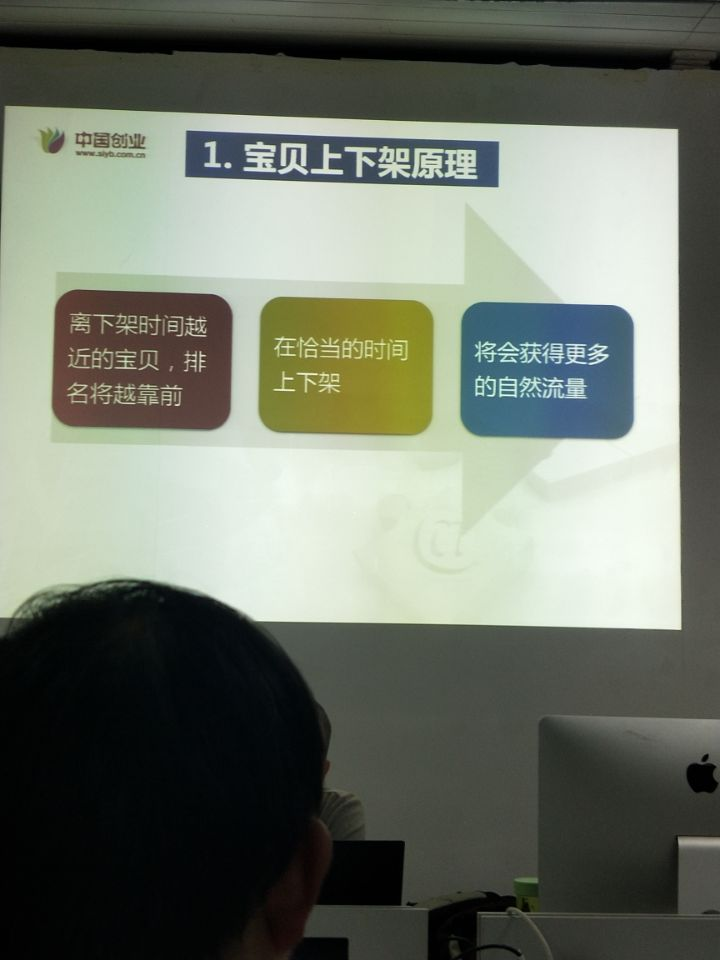 中国创业
www.siyb.com.cn
1. 宝贝上下架原理
离下架时间越
近的宝贝，排
名将越靠前
在恰当的时间
上下架
将会获得更多
的自然流量
@